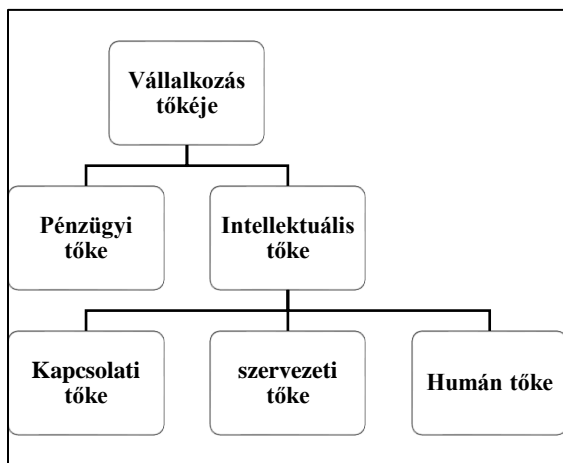 Vállalkozás
tőkéje
Pénzügyi
tőke
Intellektuális
tőke
Kapcsolati
tőke
szervezeti
tőke
Humán tőke